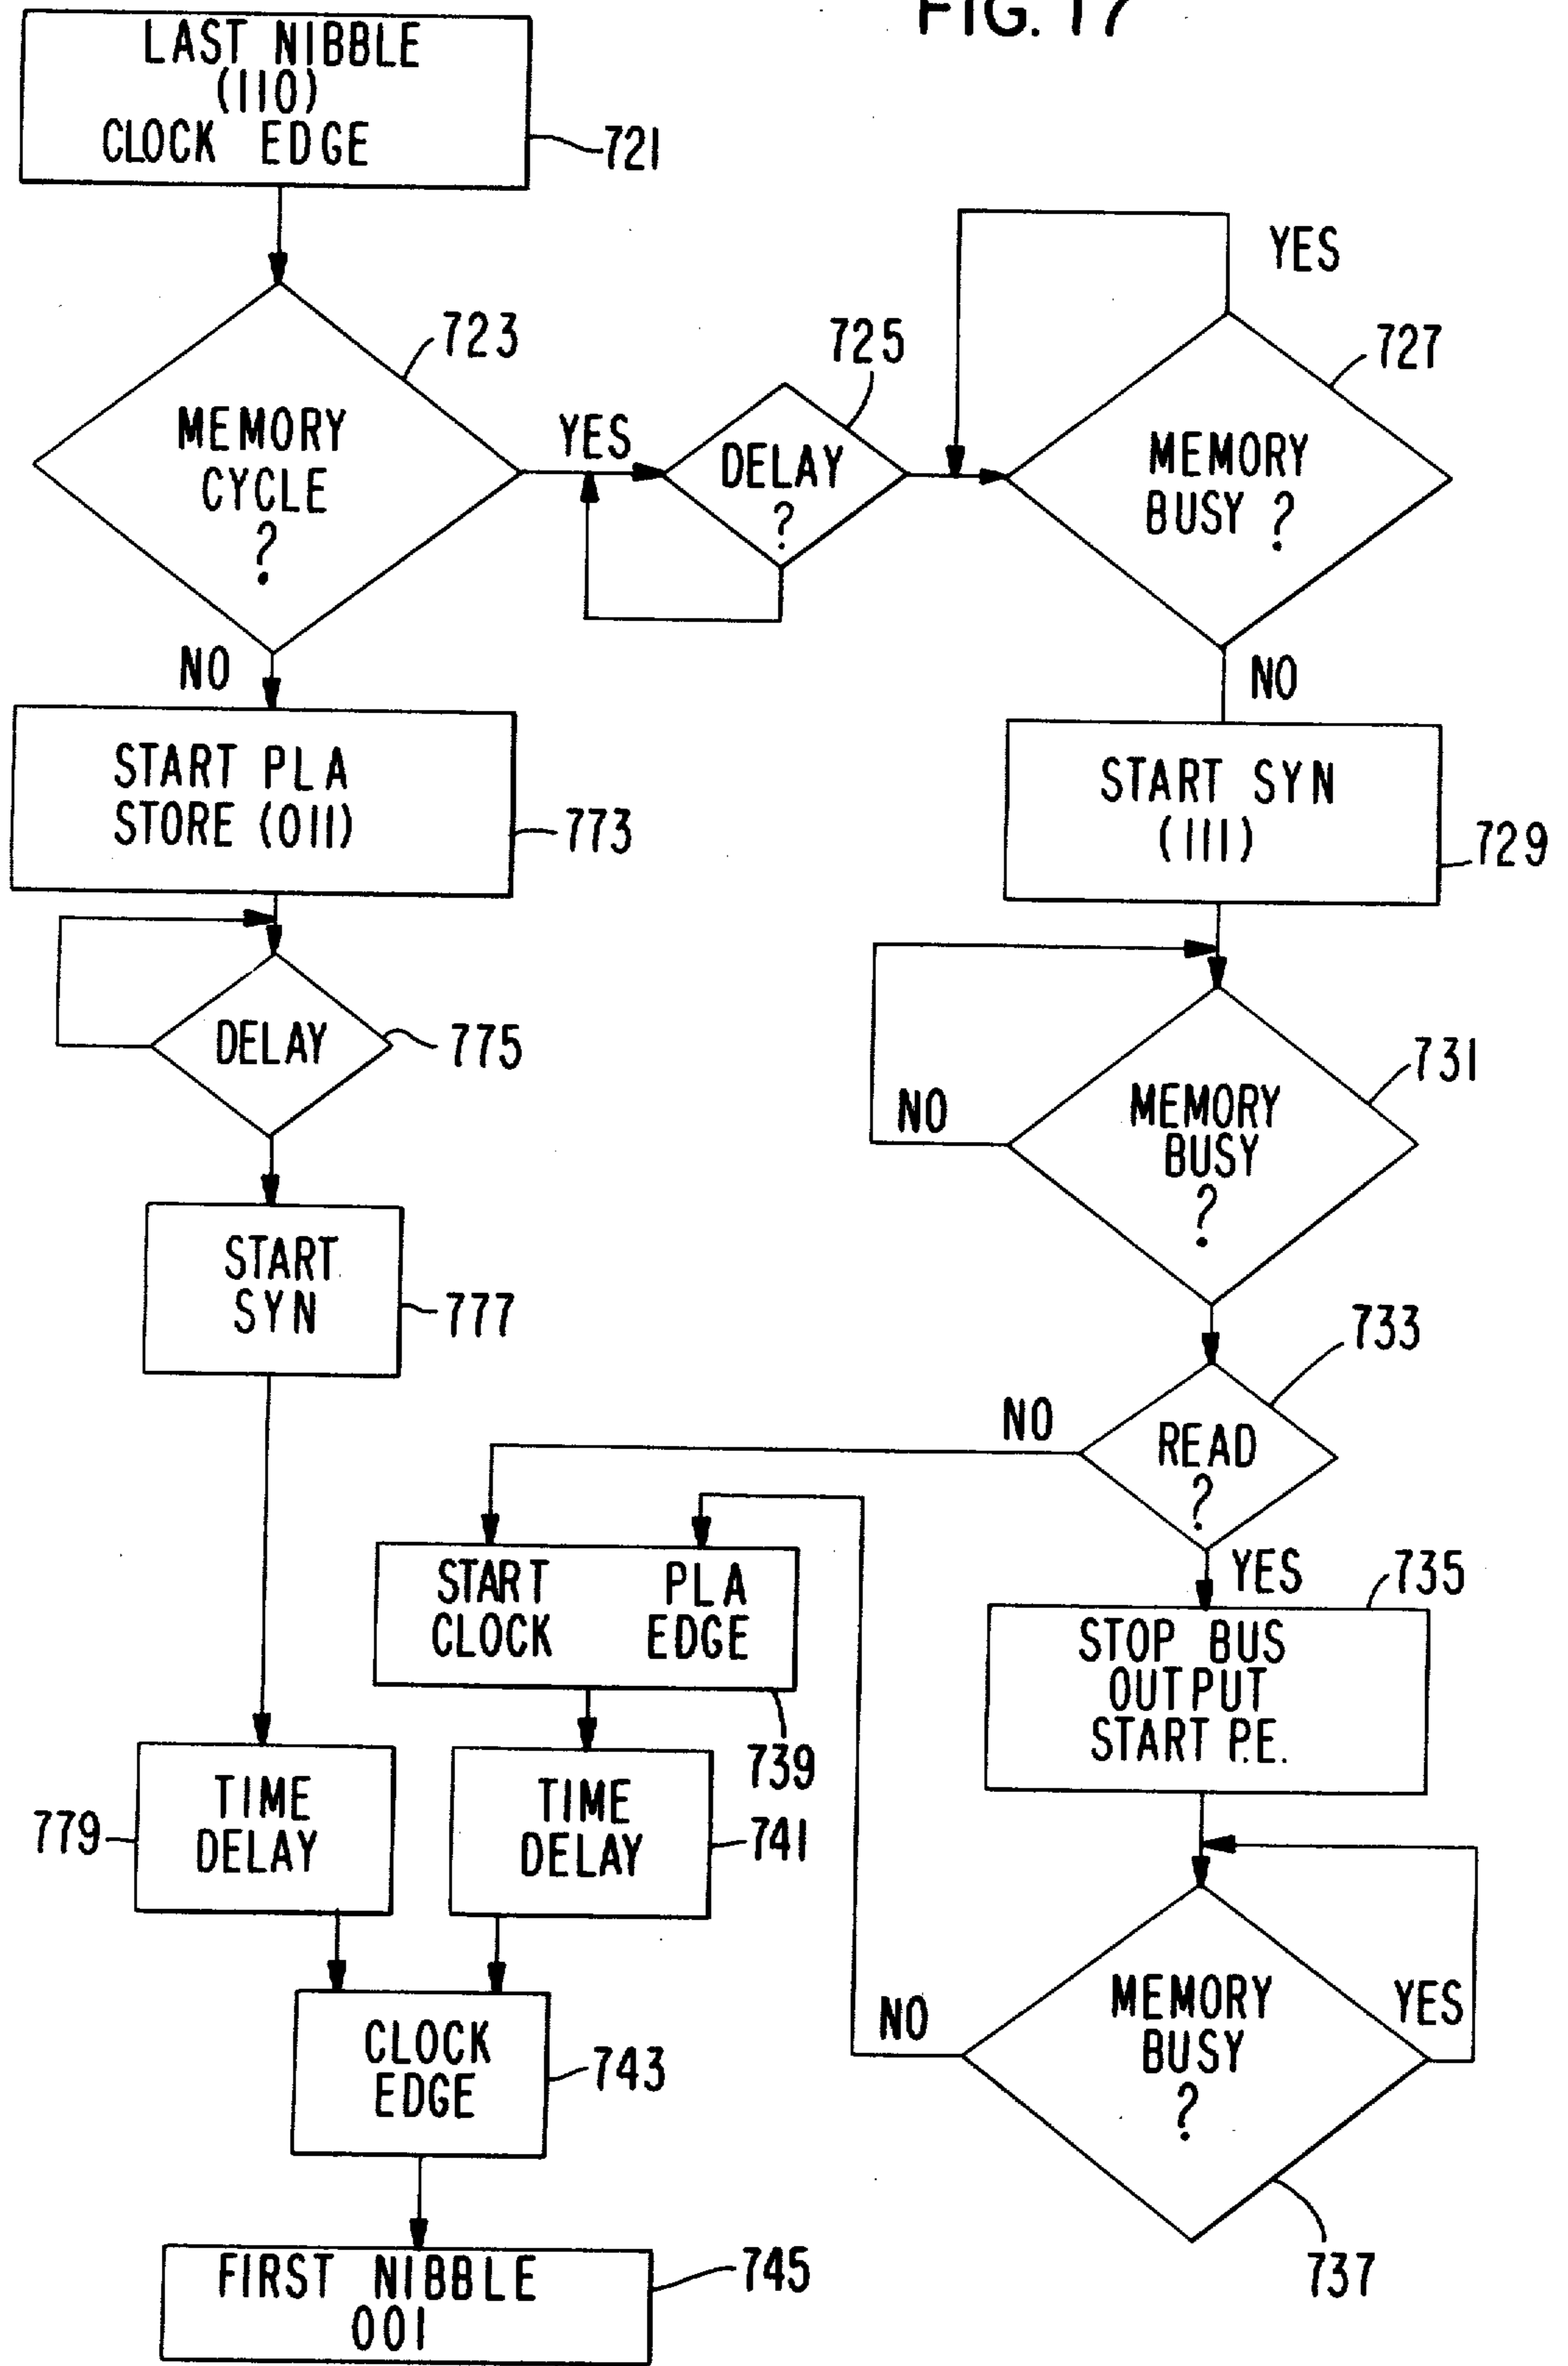 FIG. 17
LAST NIBBLE
(110)
CLOCK EDGE
721
YES
723
725
727
MEMORY
CYCLE
?
YES
DELAY
?
MEMORY
BUSY ?
NO
NO
START PLA
STORE (011)
773
START SYN
(111)
729
DELAY
775
731
NO
MEMORY
BUSY
?
START
SYN
777
733
NO
READ
?
START PLA
CLOCK EDGE
YES
735
STOP BUS
OUTPUT
START P.E.
739
TIME
DELAY
779
TIME
DELAY
741
MEMORY
BUSY
?
YES
NO
CLOCK
EDGE
743
737
FIRST NIBBLE
001
745